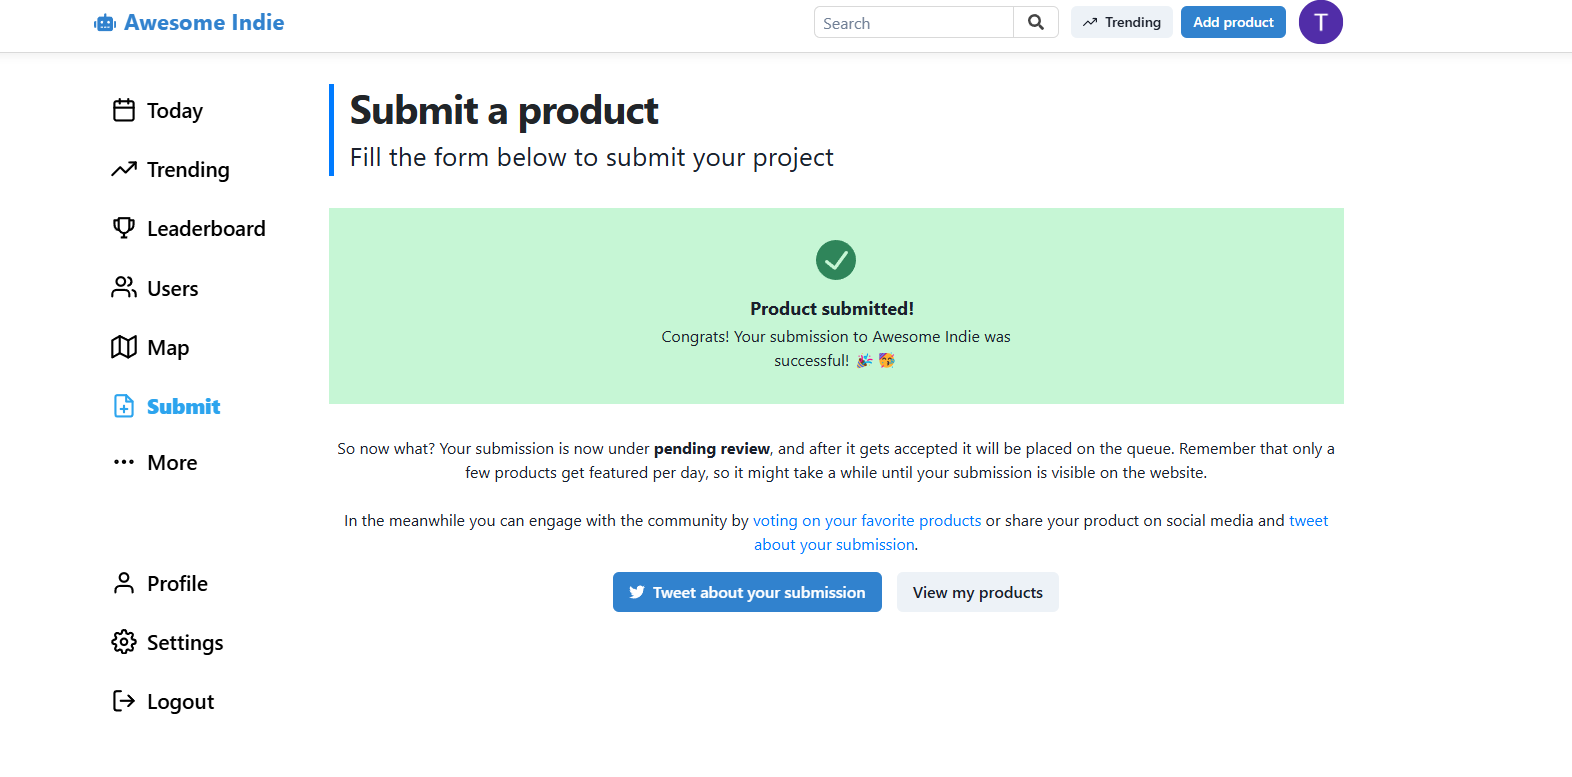 Awesome Indie
Search
Trending
Add product
T
Today
Trending
Leaderboard
Users
Map
Submit
More
Profile
Settings
Logout
Submit a product
Fill the form below to submit your project
Product submitted!
Congrats! Your submission to Awesome Indie was
successful! 🎉 🥳
So now what? Your submission is now under pending review, and after it gets accepted it will be placed on the queue. Remember that only a
few products get featured per day, so it might take a while until your submission is visible on the website.
In the meanwhile you can engage with the community by voting on your favorite products or share your product on social media and tweet
about your submission.
Tweet about your submission
View my products